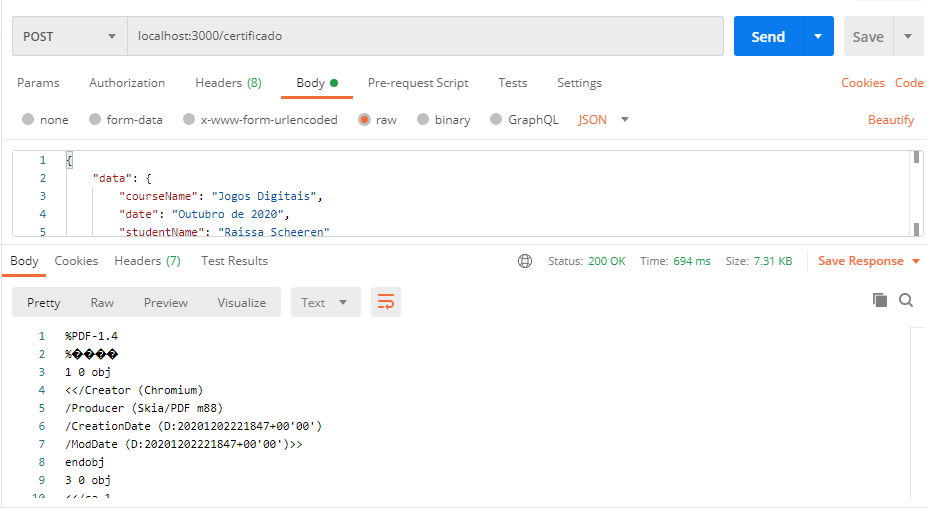 POST localhost:3000/certificado Send Save
Params Authorization Headers (8) Body Pre-request Script Tests Settings Cookies Code
none form-data x-www-form-urlencoded raw binary GraphQL JSON Beautify
1 {
2 "data": {
3 "courseName": "Jogos Digitais",
4 "date": "Outubro de 2020",
5 "studentName": "Raissa Scheeren"
Body Cookies Headers (7) Test Results Status: 200 OK Time: 694 ms Size: 7.31 KB Save Response
Pretty Raw Preview Visualize Text
1 %PDF-1.4
2 %����
3 1 0 obj
4 <</Creator (Chromium)
5 /Producer (Skia/PDF m88)
6 /CreationDate (D:20201202221847+00'00')
7 /ModDate (D:20201202221847+00'00')>>
8 endobj
9 3 0 obj
10 <</ca 1